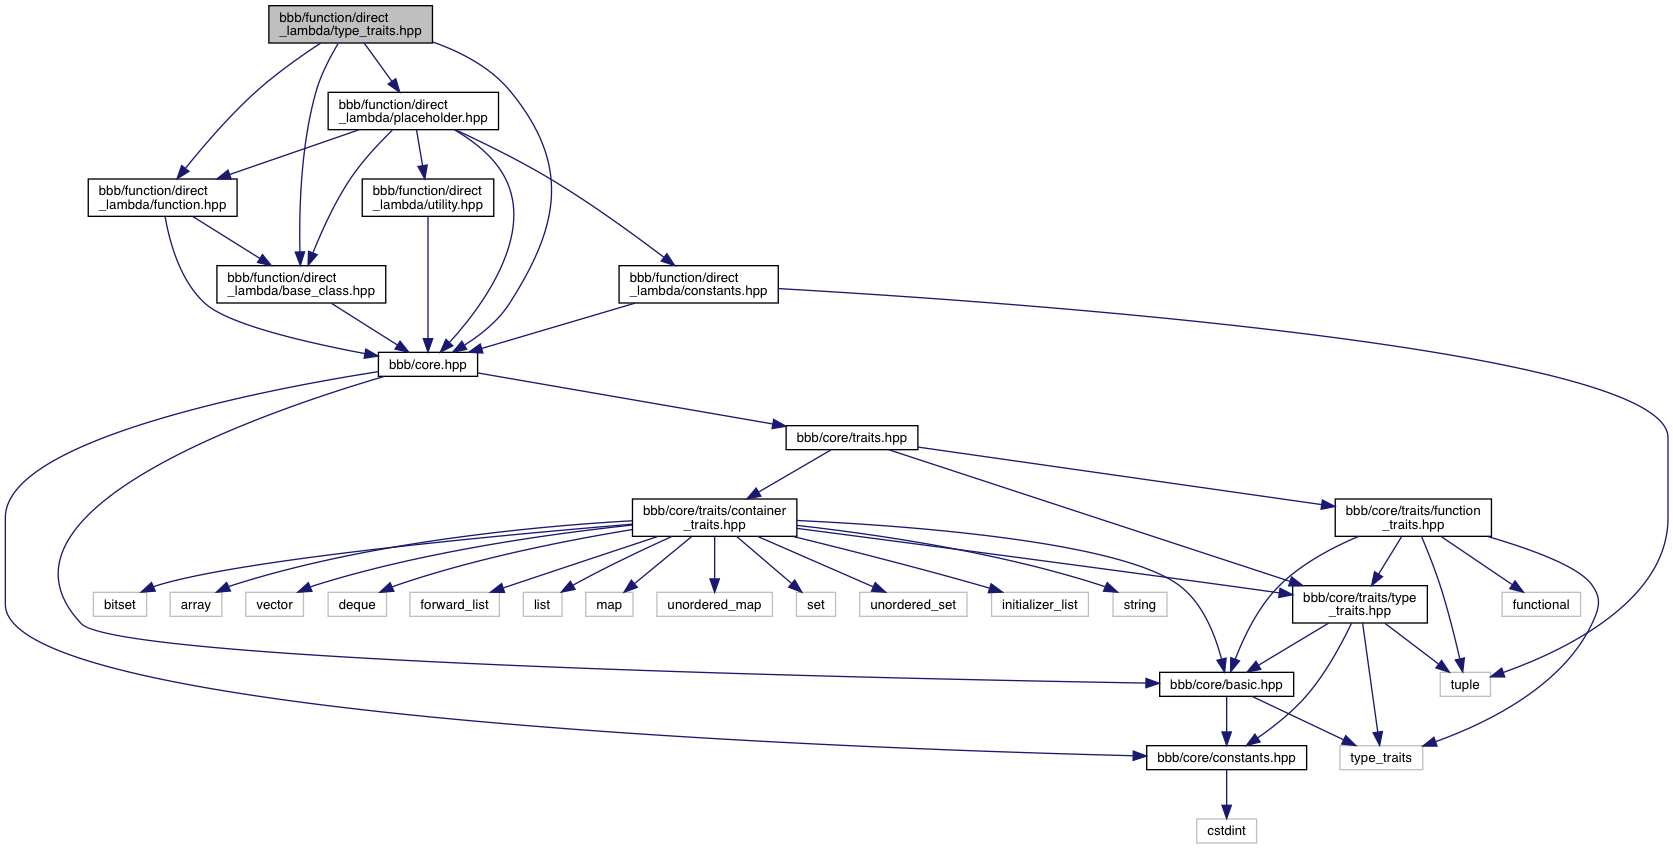 bbb/function/direct
_lambda/type_traits.hpp
bbb/function/direct
_lambda/placeholder.hpp
bbb/function/direct
_lambda/function.hpp
bbb/function/direct
_lambda/utility.hpp
bbb/function/direct
_lambda/base_class.hpp
bbb/function/direct
_lambda/constants.hpp
bbb/core.hpp
bbb/core/traits.hpp
bbb/core/traits/container
_traits.hpp
bbb/core/traits/function
_traits.hpp
bitset
array
vector
deque
forward_list
list
map
unordered_map
set
unordered_set
initializer_list
string
bbb/core/traits/type
_traits.hpp
functional
bbb/core/basic.hpp
tuple
bbb/core/constants.hpp
type_traits
cstdint